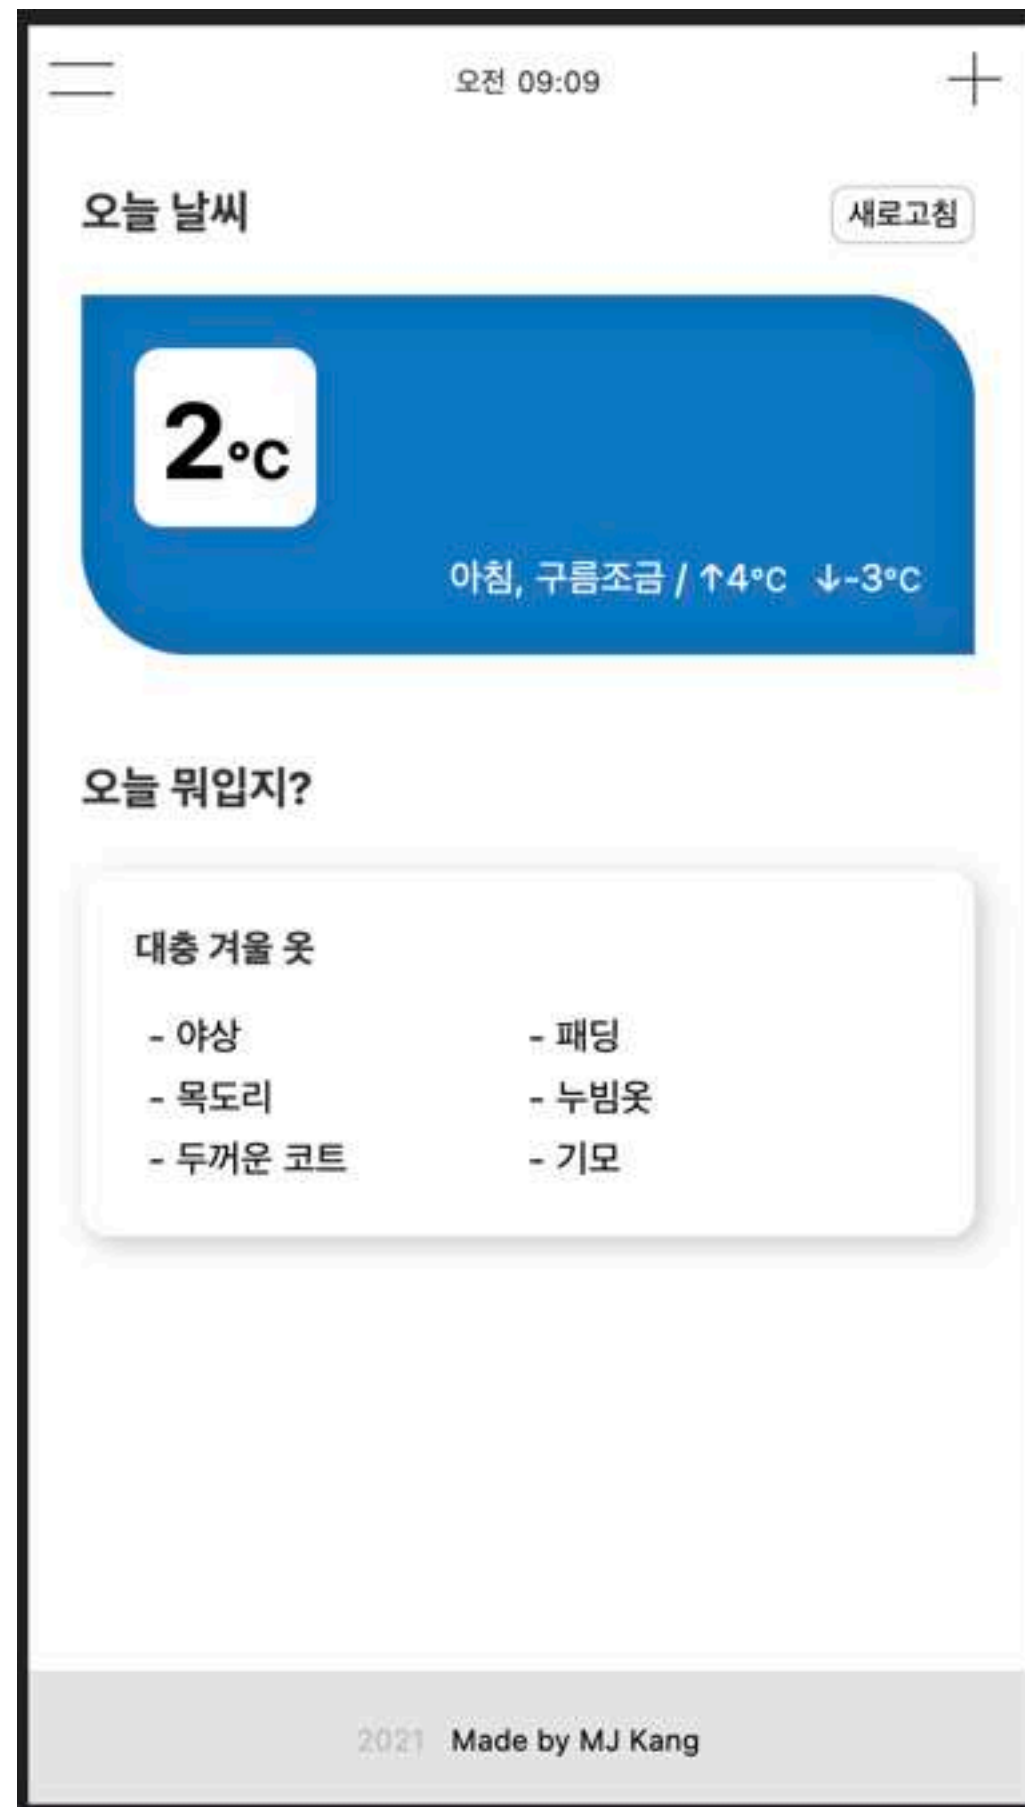 오전 09:09
오늘 날씨
새로고침
2°C
아침, 구름조금 / ↑4°C ↓-3°C
오늘 뭐입지?
대충 겨울 옷
- 야상
- 패딩
- 목도리
- 누빔옷
- 두꺼운 코트
- 기모
2021 Made by MJ Kang